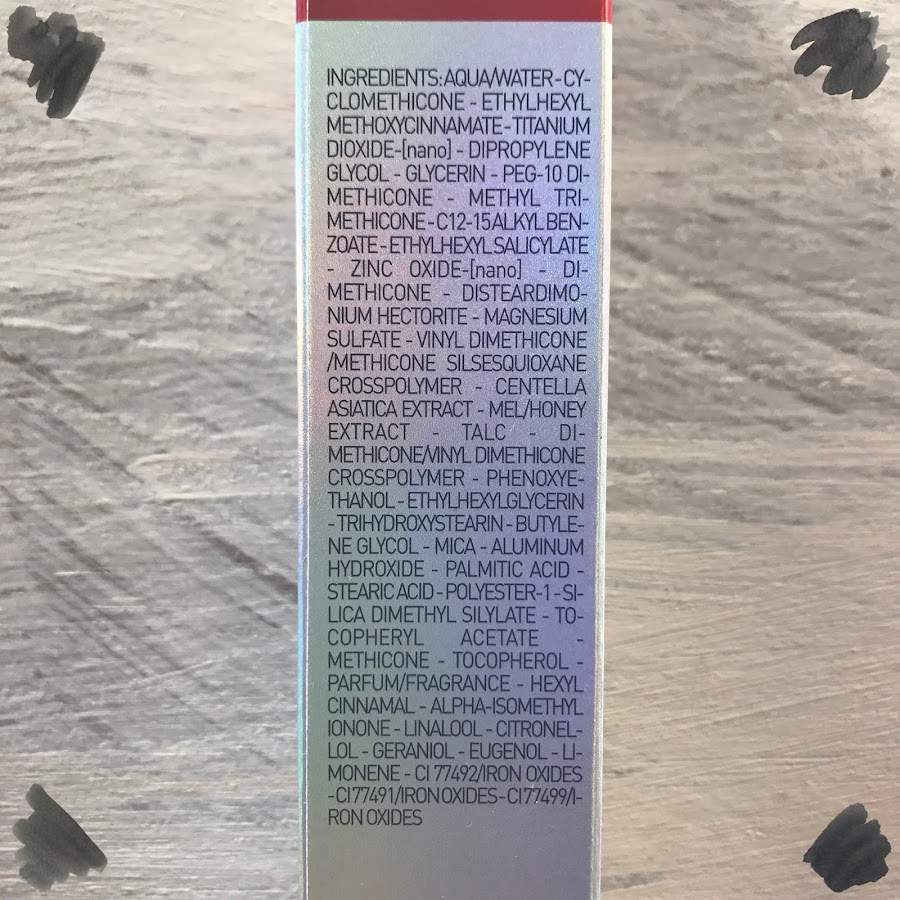 INGREDIENTS: AQUA/WATER - CY-
CLOMETHICONE - ETHYLHEXYL
METHOXYCINNAMATE - TITANIUM
DIOXIDE-[nano] - DIPROPYLENE
GLYCOL - GLYCERIN - PEG-10 DI-
METHICONE - METHYL TRI-
METHICONE - C12-15 ALKYL BEN-
ZOATE - ETHYLHEXYL SALICYLATE
- ZINC OXIDE-[nano] - DI-
METHICONE - DISTEARDIMO-
NIUM HECTORITE - MAGNESIUM
SULFATE - VINYL DIMETHICONE
/METHICONE SILSESQUIOXANE
CROSSPOLYMER - CENTELLA
ASIATICA EXTRACT - MEL/HONEY
EXTRACT - TALC - DI-
METHICONE/VINYL DIMETHICONE
CROSSPOLYMER - PHENOXYE-
THANOL - ETHYLHEXYLGLYCERIN
- TRIHYDROXYSTEARIN - BUTYLE-
NE GLYCOL - MICA - ALUMINUM
HYDROXIDE - PALMITIC ACID -
STEARIC ACID - POLYESTER-1 - SI-
LICA DIMETHYL SILYLATE - TO-
COPHERYL ACETATE -
METHICONE - TOCOPHEROL -
PARFUM/FRAGRANCE - HEXYL
CINNAMAL - ALPHA-ISOMETHYL
IONONE - LINALOOL - CITRONEL-
LOL - GERANIOL - EUGENOL - LI-
MONENE - CI 77492/IRON OXIDES
- CI 77491/IRON OXIDES - CI 77499/I-
RON OXIDES